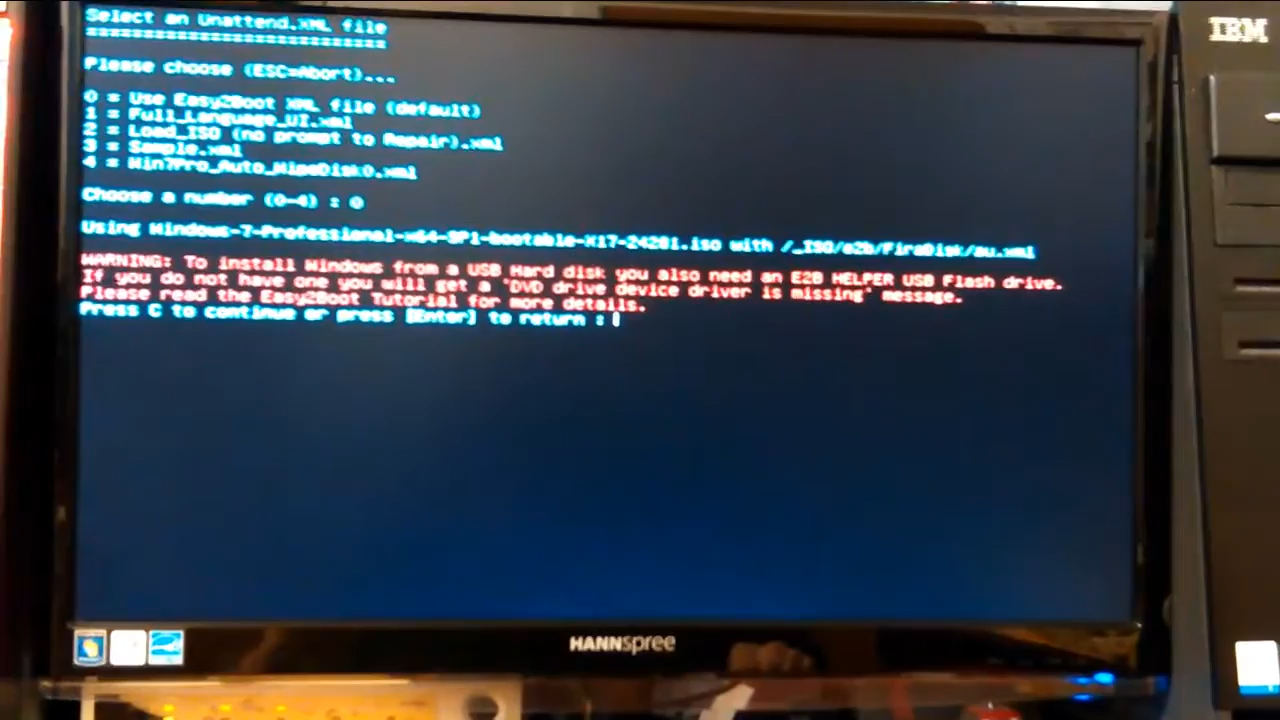 Select an Unattend.XML file
===========================
Please choose (ESC=Abort)...
0 = Use Easy2Boot XML file (default)
1 = Full_Language_UI.xml
2 = Load_ISO (no prompt to Repair).xml
3 = Sample.xml
4 = Win7Pro_Auto_WipeDisk0.xml
Choose a number (0-4) : 0
Using Windows-7-Professional-x64-SP1-bootable-X17-24281.iso with /_ISO/e2b/FiraDisk/au.xml
WARNING: To install Windows from a USB Hard disk you also need an E2B HELPER USB Flash drive.
If you do not have one you will get a 'DVD drive device driver is missing' message.
Please read the Easy2Boot Tutorial for more details.
Press C to continue or press [Enter] to return :
HANNspree
IBM